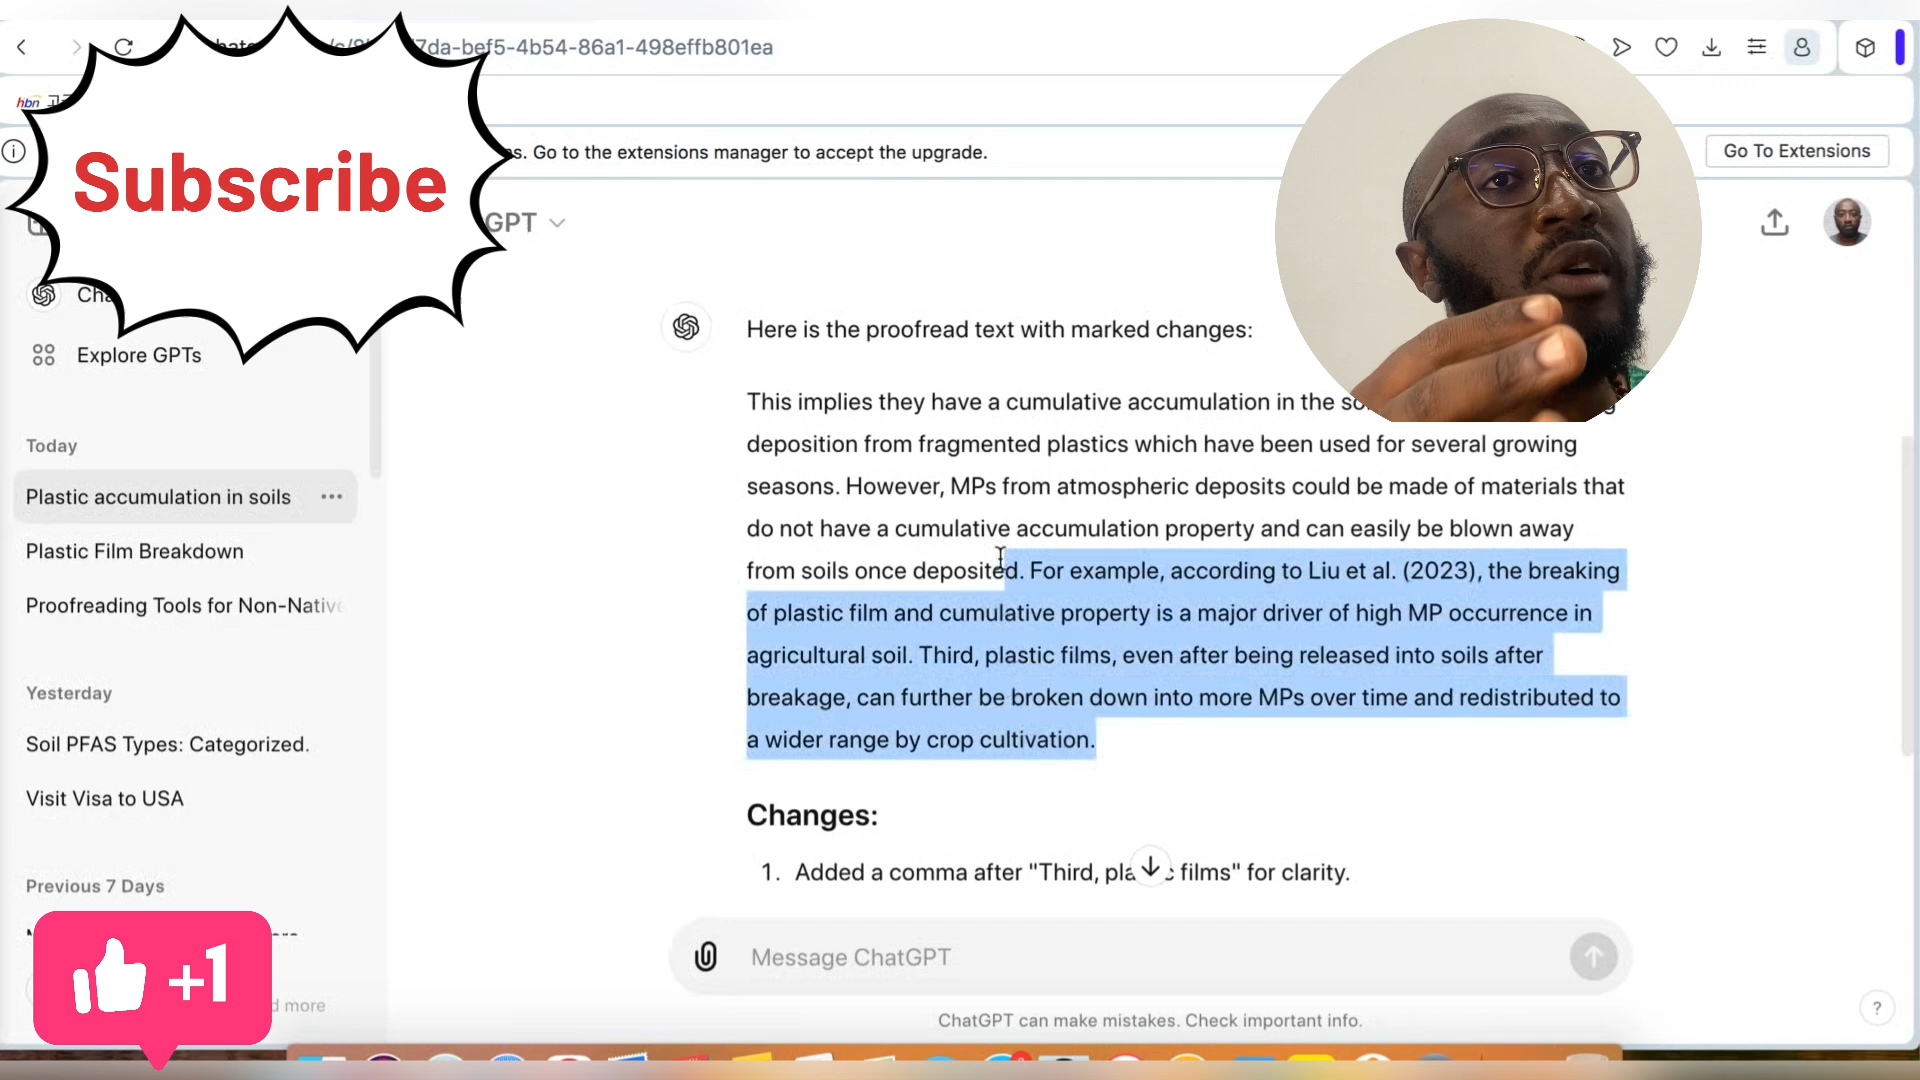 7da-bef5-4b54-86a1-498effb801ea
hbn
s. Go to the extensions manager to accept the upgrade.
Go To Extensions
Subscribe
GPT
Explore GPTs
Today
Plastic accumulation in soils
Plastic Film Breakdown
Proofreading Tools for Non-Native
Yesterday
Soil PFAS Types: Categorized.
Visit Visa to USA
Previous 7 Days
more
+1
Here is the proofread text with marked changes:
This implies they have a cumulative accumulation in the
deposition from fragmented plastics which have been used for several growing
seasons. However, MPs from atmospheric deposits could be made of materials that
do not have a cumulative accumulation property and can easily be blown away
from soils once deposited. For example, according to Liu et al. (2023), the breaking
of plastic film and cumulative property is a major driver of high MP occurrence in
agricultural soil. Third, plastic films, even after being released into soils after
breakage, can further be broken down into more MPs over time and redistributed to
a wider range by crop cultivation.
Changes:
1. Added a comma after "Third, plastic films" for clarity.
Message ChatGPT
ChatGPT can make mistakes. Check important info.
?